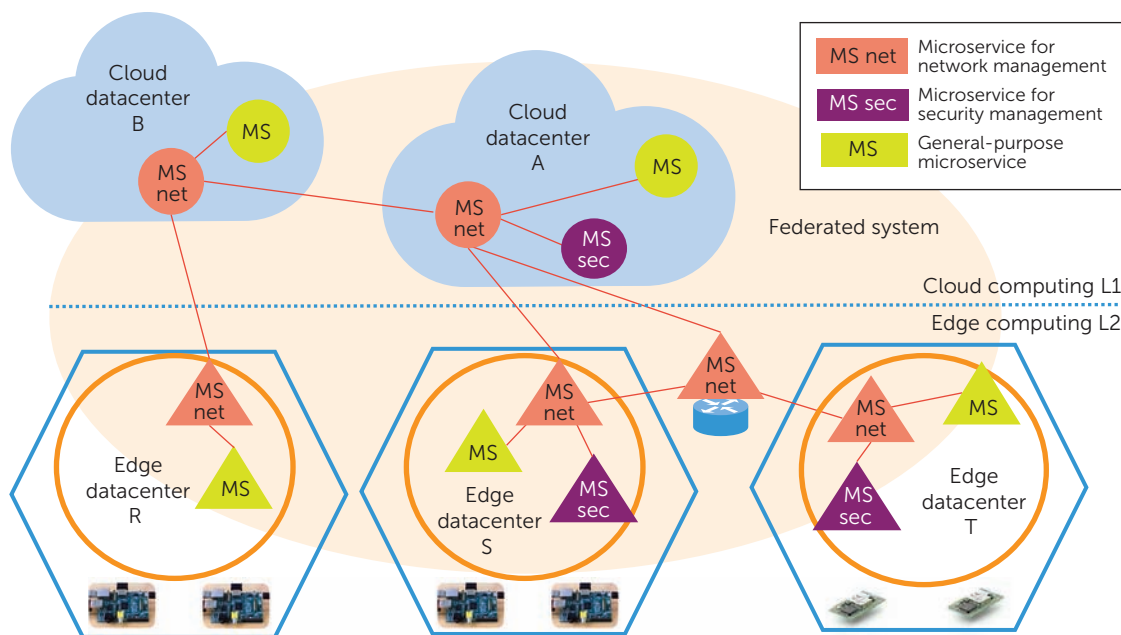 Cloud
datacenter
B
MS
MS
net
Cloud
datacenter
A
MS
MS
net
MS
sec
MS net
Microservice for
network management
MS sec
Microservice for
security management
MS
General-purpose
microservice
Federated system
Cloud computing L1
Edge computing L2
MS
net
MS
Edge
datacenter
R
MS
net
MS
MS
sec
Edge
datacenter
S
MS
net
MS
net
MS
MS
sec
Edge
datacenter
T